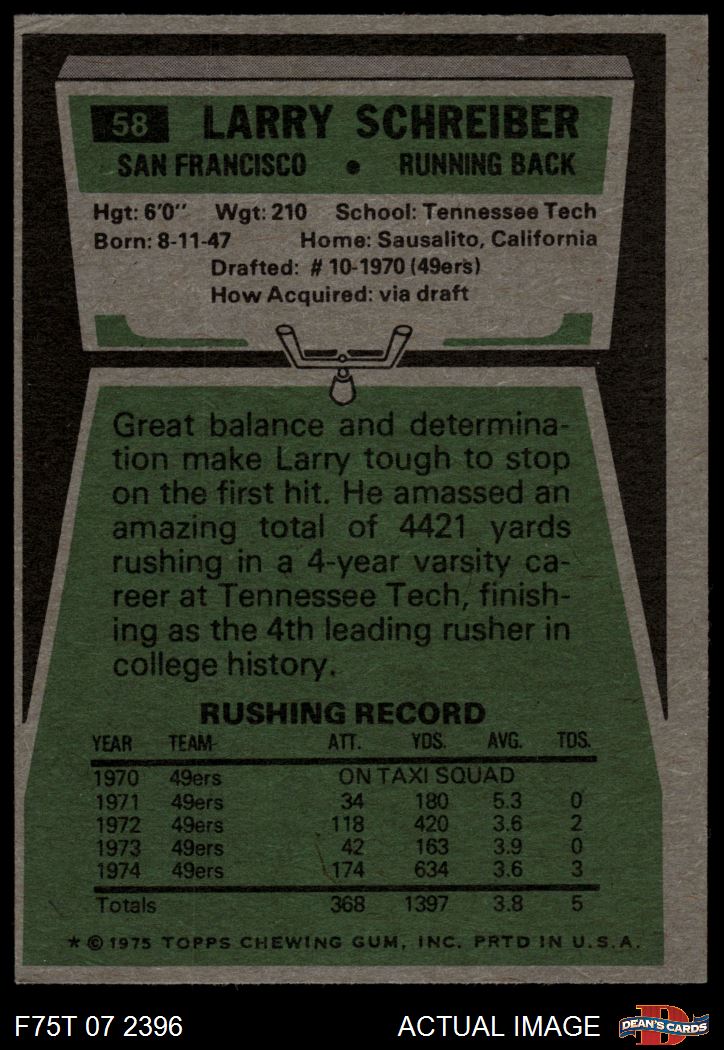 58 LARRY SCHREIBER
SAN FRANCISCO • RUNNING BACK
Hgt: 6'0" Wgt: 210 School: Tennessee Tech
Born: 8-11-47 Home: Sausalito, California
Drafted: # 10-1970 (49ers)
How Acquired: via draft
Great balance and determina-
tion make Larry tough to stop
on the first hit. He amassed an
amazing total of 4421 yards
rushing in a 4-year varsity ca-
reer at Tennessee Tech, finish-
ing as the 4th leading rusher in
college history.
RUSHING RECORD
YEAR TEAM ATT. YDS. AVG. TDS.
1970 49ers ON TAXI SQUAD
1971 49ers 34 180 5.3 0
1972 49ers 118 420 3.6 2
1973 49ers 42 163 3.9 0
1974 49ers 174 634 3.6 3
Totals 368 1397 3.8 5
* © 1975 TOPPS CHEWING GUM, INC. PRTD IN U.S.A.
F75T 07 2396 ACTUAL IMAGE D DEAN'S CARDS